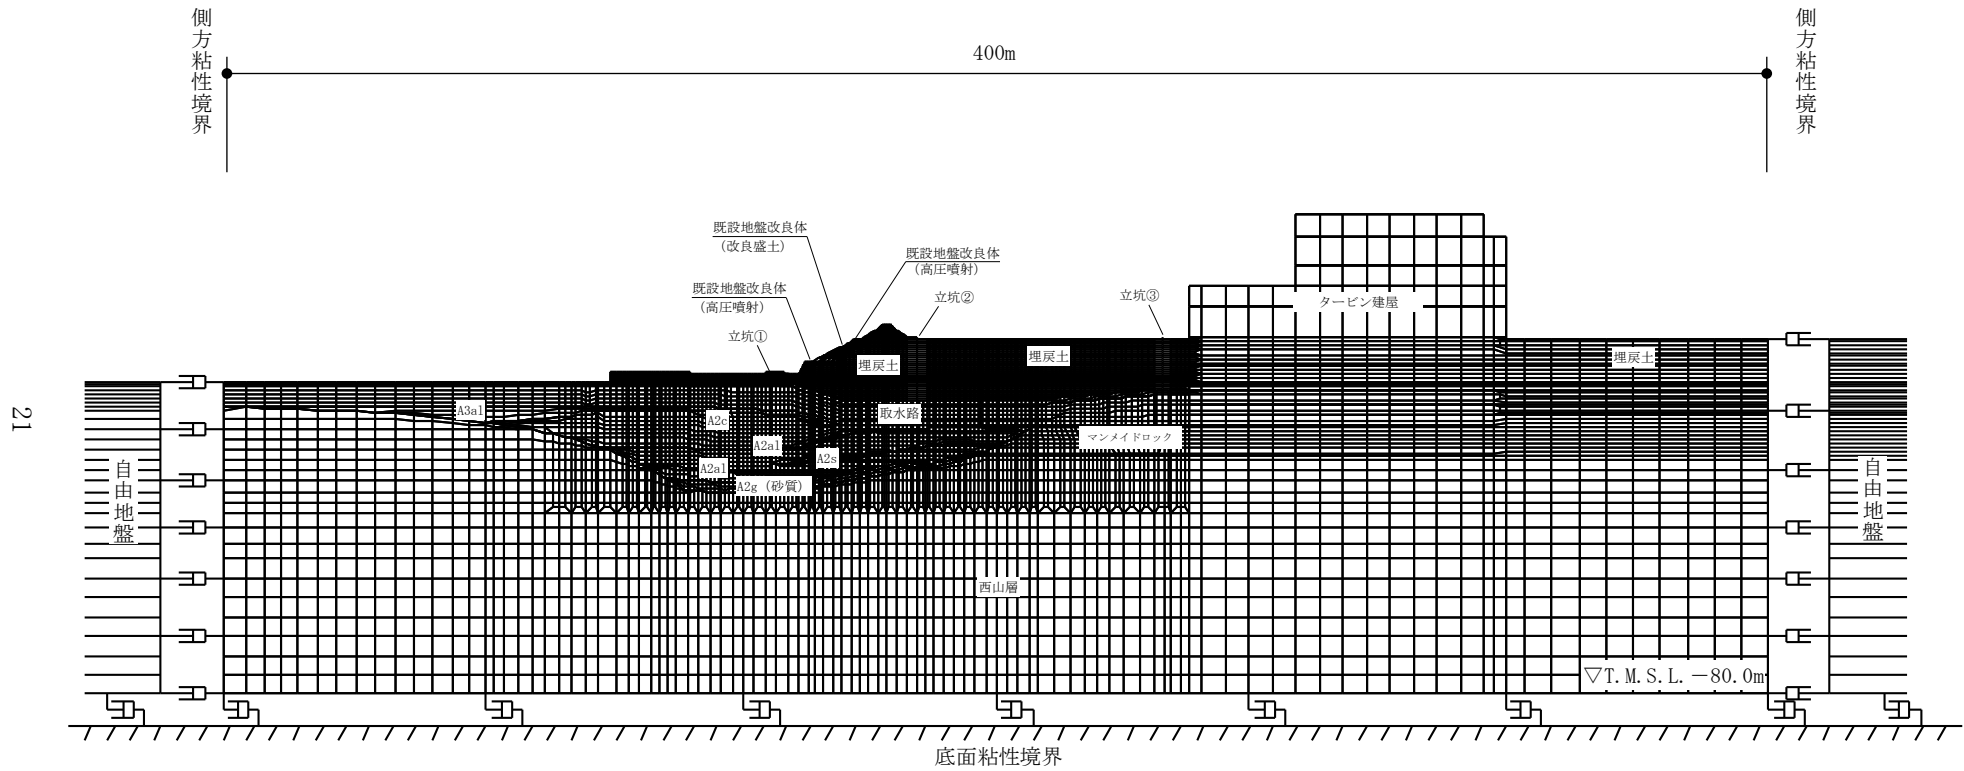 側方粘性境界
400m
側方粘性境界
既設地盤改良体
(改良盛土)
既設地盤改良体
(高圧噴射)
既設地盤改良体
(高圧噴射)
立坑②
立坑③
立坑①
タービン建屋
埋戻土
埋戻土
埋戻土
A3al
A2c
取水路
A2al
マンメイドロック
A2s
A2al
A2g(砂質)
自由地盤
自由地盤
西山層
▽T.M.S.L.-80.0m
底面粘性境界
21